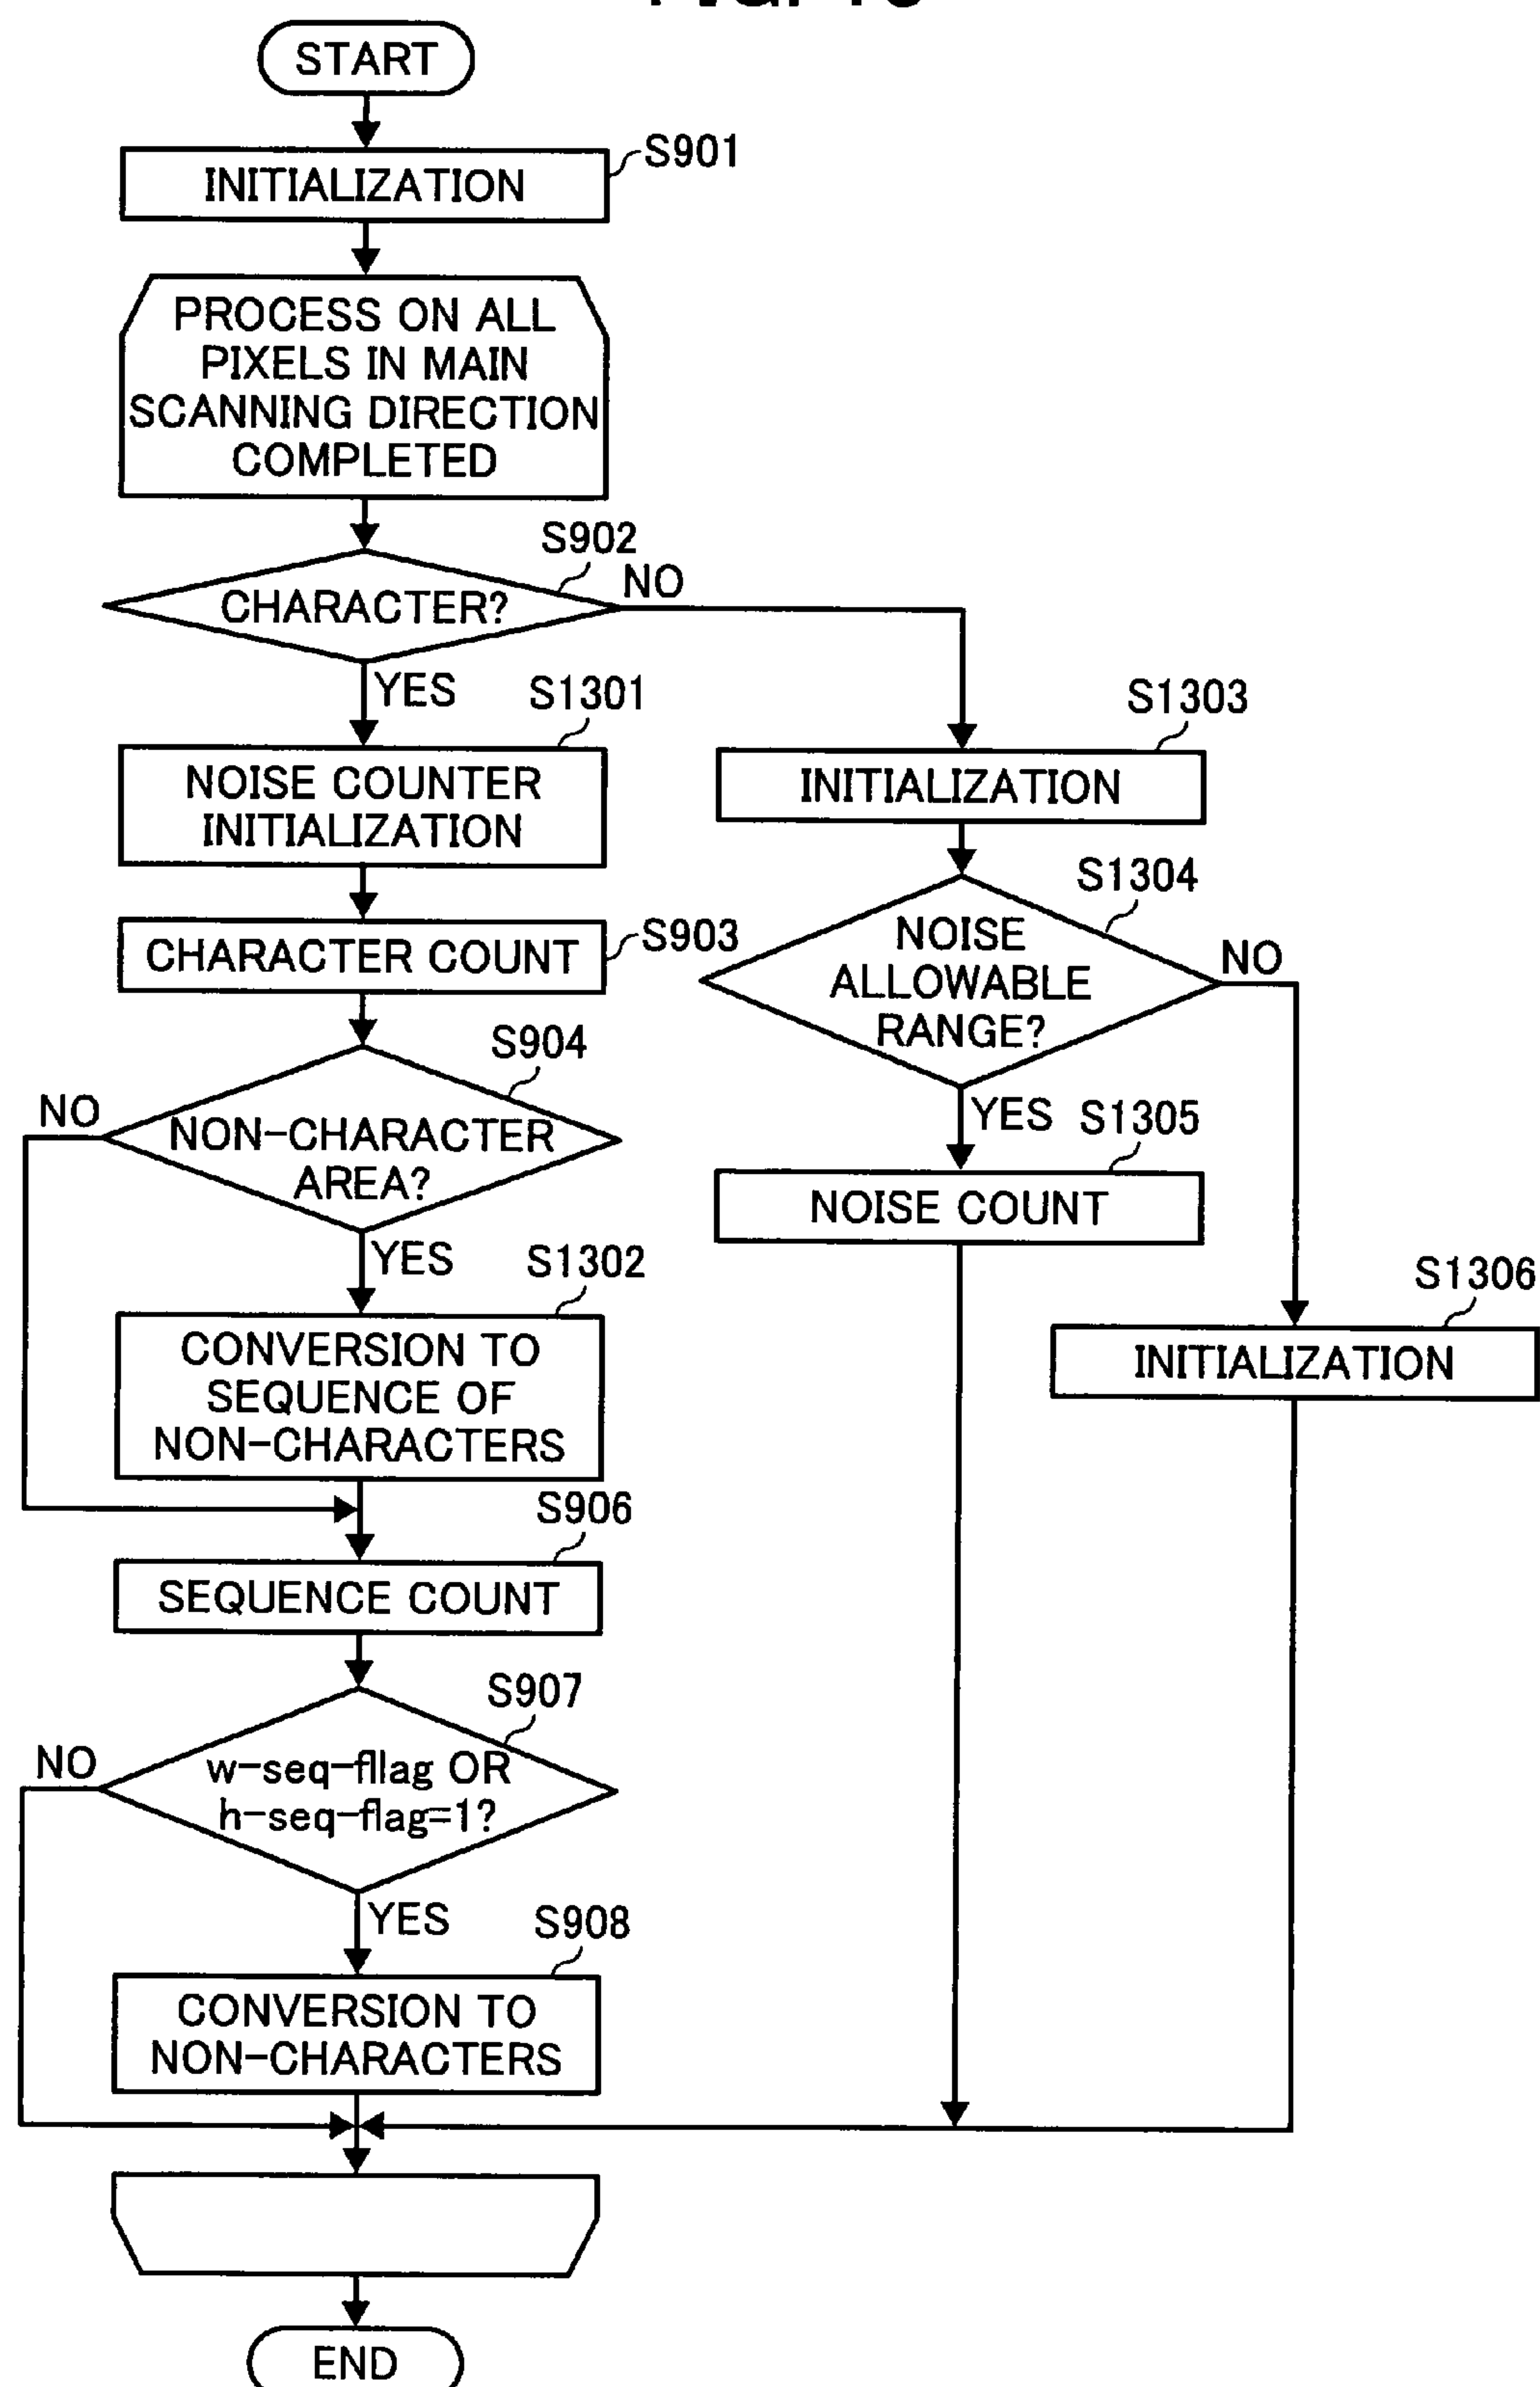 START
S901
INITIALIZATION
PROCESS ON ALL
PIXELS IN MAIN
SCANNING DIRECTION
COMPLETED
S902
NO
CHARACTER?
YES
S1301
S1303
NOISE COUNTER
INITIALIZATION
INITIALIZATION
S1304
CHARACTER COUNT
S903
NOISE
ALLOWABLE
RANGE?
NO
S904
NO
NON-CHARACTER
AREA?
YES
S1305
NOISE COUNT
YES
S1302
S1306
CONVERSION TO
SEQUENCE OF
NON-CHARACTERS
INITIALIZATION
S906
SEQUENCE COUNT
S907
NO
w-seq-fllag OR
h-seq-flag=1?
YES
S908
CONVERSION TO
NON-CHARACTERS
END